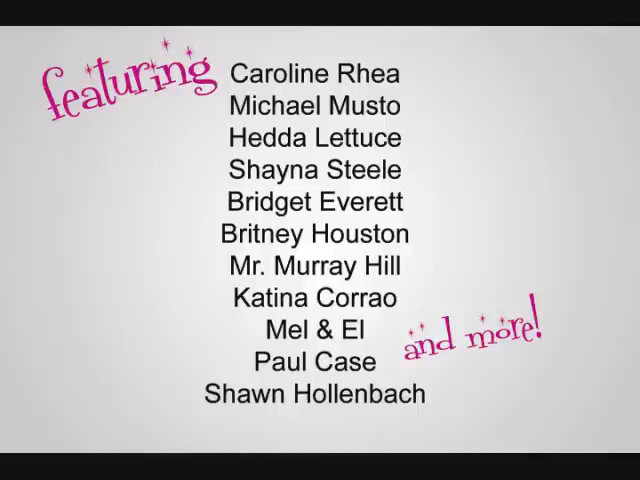 featuring
Caroline Rhea
Michael Musto
Hedda Lettuce
Shayna Steele
Bridget Everett
Britney Houston
Mr. Murray Hill
Katina Corrao
Mel & El
and more!
Paul Case
Shawn Hollenbach